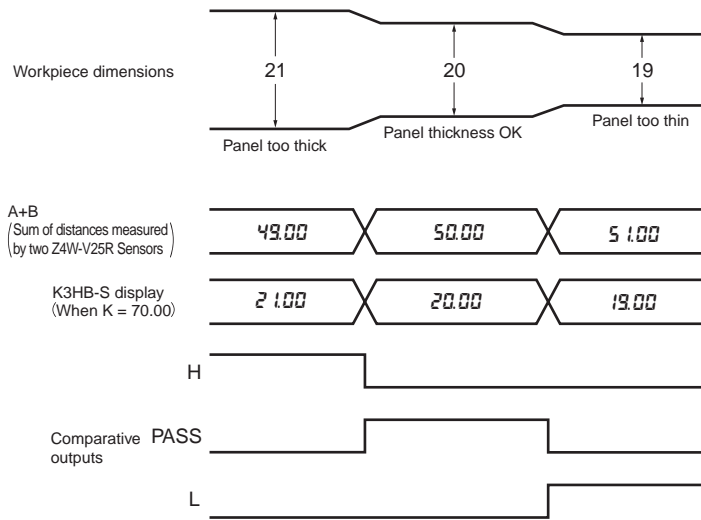 Workpiece dimensions
21
20
19
Panel too thick
Panel thickness OK
Panel too thin
A+B
(Sum of distances measured
by two Z4W-V25R Sensors)
49.00
50.00
51.00
K3HB-S display
(When K = 70.00)
21.00
20.00
19.00
H
Comparative
outputs
PASS
L